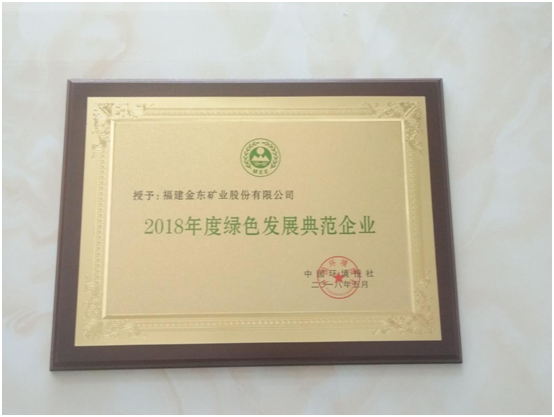 授予：福建金东矿业股份有限公司
2018年度绿色发展典范企业
中国环境报社
二〇一八年五月